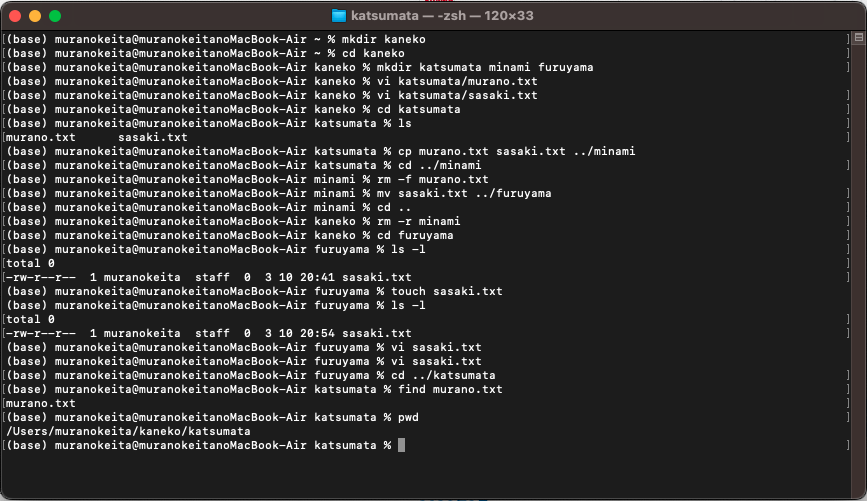 katsumata — -zsh — 120×33
(base) muranokeita@muranokeitanoMacBook-Air ~ % mkdir kaneko
(base) muranokeita@muranokeitanoMacBook-Air ~ % cd kaneko
(base) muranokeita@muranokeitanoMacBook-Air kaneko % mkdir katsumata minami furuyama
(base) muranokeita@muranokeitanoMacBook-Air kaneko % vi katsumata/murano.txt
(base) muranokeita@muranokeitanoMacBook-Air kaneko % vi katsumata/sasaki.txt
(base) muranokeita@muranokeitanoMacBook-Air kaneko % cd katsumata
(base) muranokeita@muranokeitanoMacBook-Air katsumata % ls
murano.txt      sasaki.txt
(base) muranokeita@muranokeitanoMacBook-Air katsumata % cp murano.txt sasaki.txt ../minami
(base) muranokeita@muranokeitanoMacBook-Air katsumata % cd ../minami
(base) muranokeita@muranokeitanoMacBook-Air minami % rm -f murano.txt
(base) muranokeita@muranokeitanoMacBook-Air minami % mv sasaki.txt ../furuyama
(base) muranokeita@muranokeitanoMacBook-Air minami % cd ..
(base) muranokeita@muranokeitanoMacBook-Air kaneko % rm -r minami
(base) muranokeita@muranokeitanoMacBook-Air kaneko % cd furuyama
(base) muranokeita@muranokeitanoMacBook-Air furuyama % ls -l
total 0
-rw-r--r--  1 muranokeita  staff  0  3 10 20:41 sasaki.txt
(base) muranokeita@muranokeitanoMacBook-Air furuyama % touch sasaki.txt
(base) muranokeita@muranokeitanoMacBook-Air furuyama % ls -l
total 0
-rw-r--r--  1 muranokeita  staff  0  3 10 20:54 sasaki.txt
(base) muranokeita@muranokeitanoMacBook-Air furuyama % vi sasaki.txt
(base) muranokeita@muranokeitanoMacBook-Air furuyama % vi sasaki.txt
(base) muranokeita@muranokeitanoMacBook-Air furuyama % cd ../katsumata
(base) muranokeita@muranokeitanoMacBook-Air katsumata % find murano.txt
murano.txt
(base) muranokeita@muranokeitanoMacBook-Air katsumata % pwd
/Users/muranokeita/kaneko/katsumata
(base) muranokeita@muranokeitanoMacBook-Air katsumata %